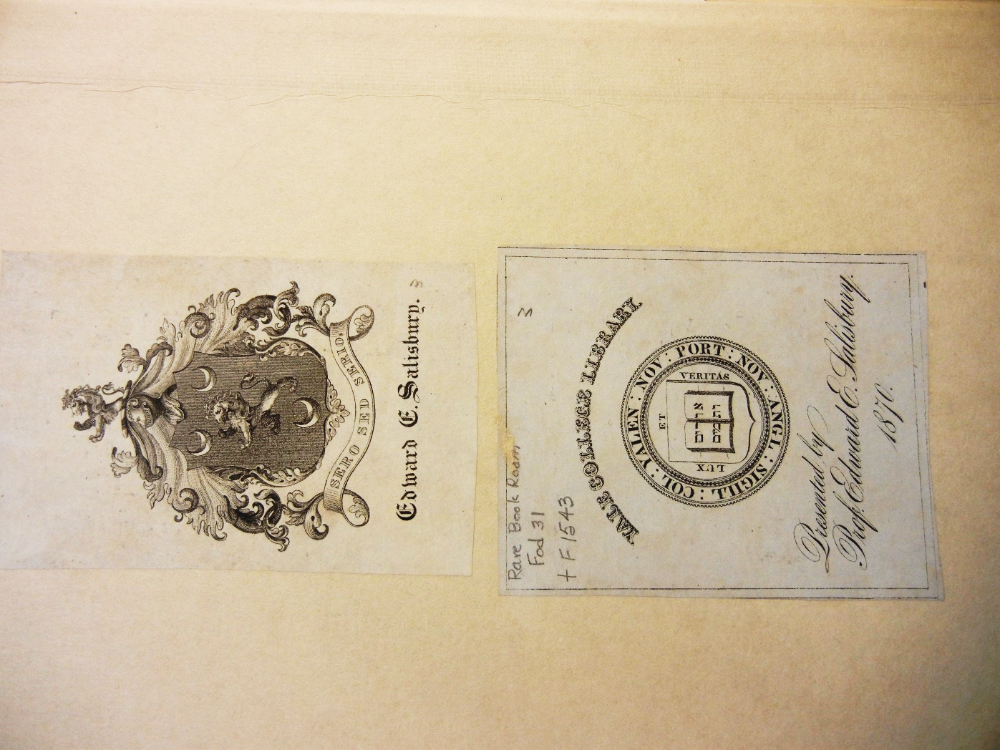 SERO SED SERIO.
Edward E. Salisbury.
3
Rare Book Room
3
Fod 31
+ F1543
YALE COLLEGE LIBRARY
COL: YALEN: NOV: PORT: NOV: ANGL: SIGILL:
LUX ET VERITAS
אורים
ותמים
Presented by
Prof. Edward E. Salisbury.
1870.